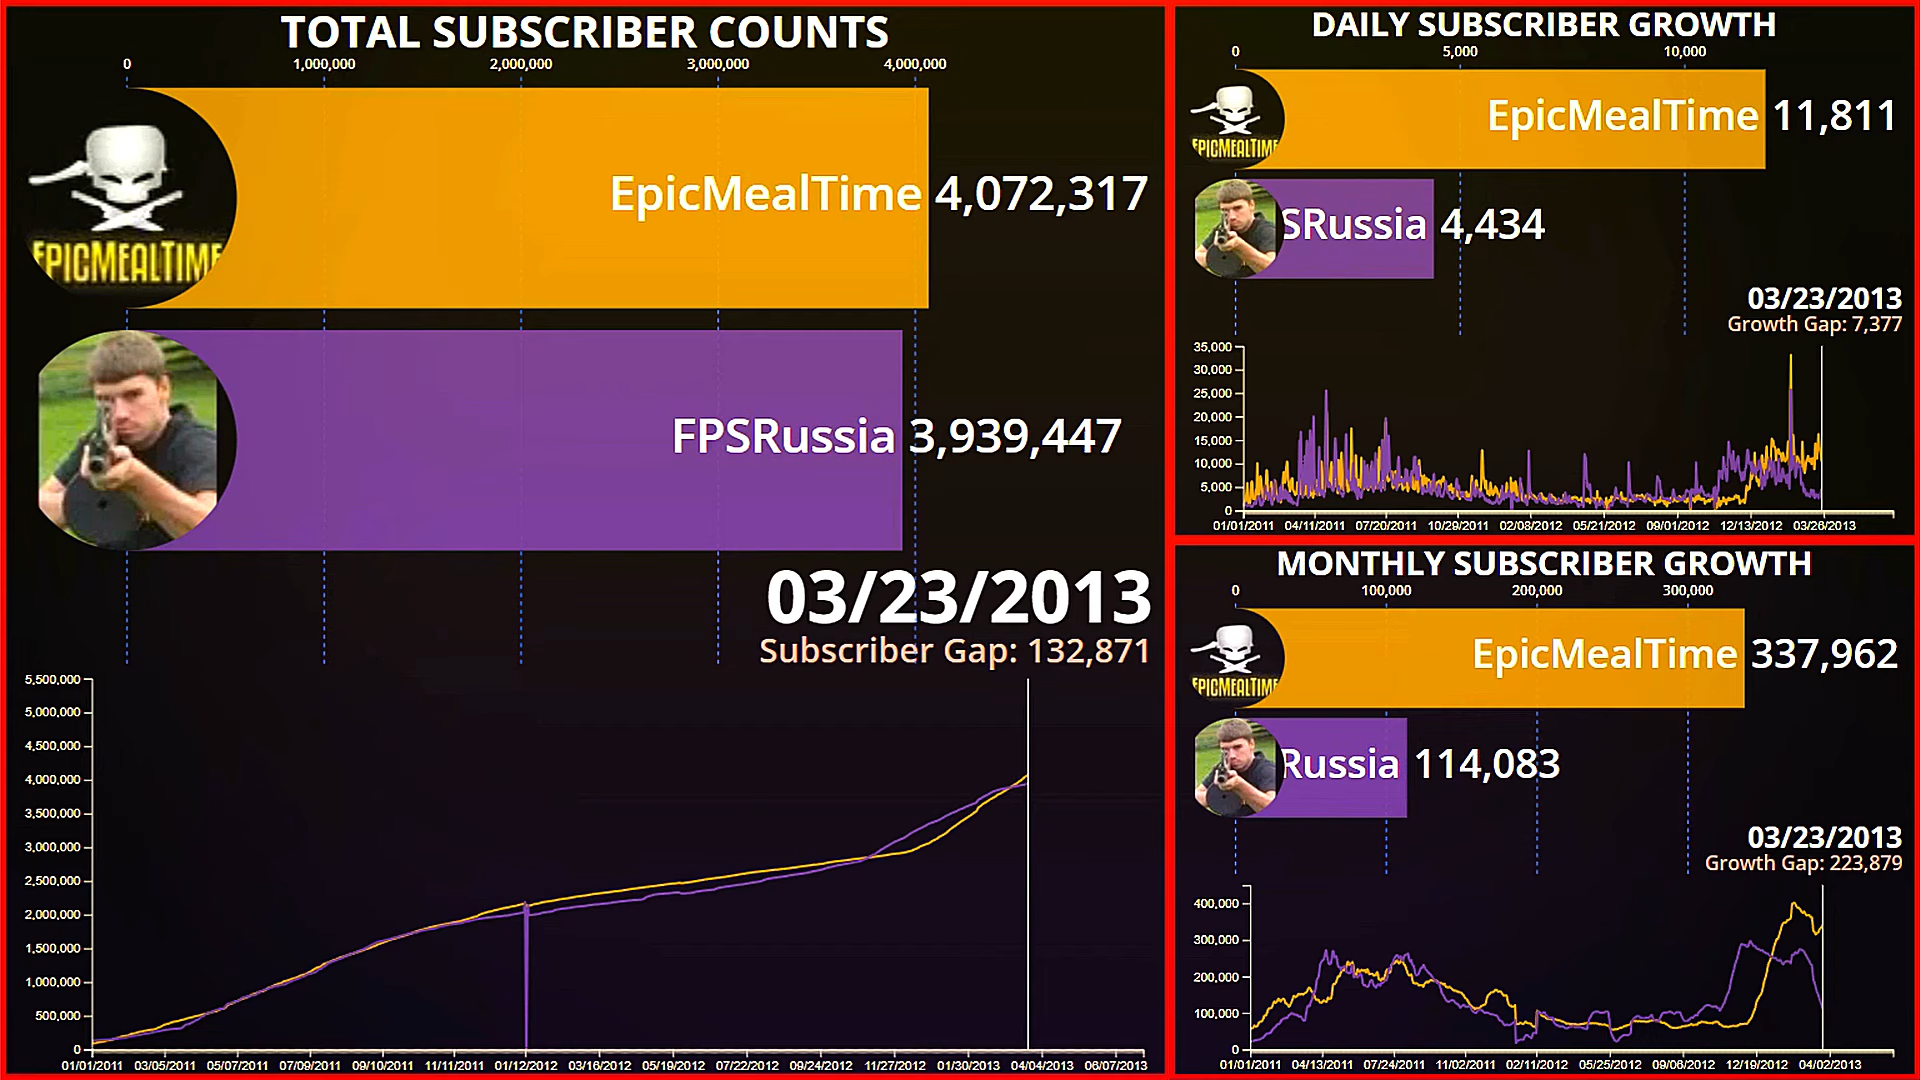 TOTAL SUBSCRIBER COUNTS
0 1,000,000 2,000,000 3,000,000 4,000,000
EPICMEALTIME
EpicMealTime 4,072,317
FPSRussia 3,939,447
03/23/2013
Subscriber Gap: 132,871
5,500,000
5,000,000
4,500,000
4,000,000
3,500,000
3,000,000
2,500,000
2,000,000
1,500,000
1,000,000
500,000
0
01/01/2011 03/05/2011 05/07/2011 07/09/2011 09/10/2011 11/11/2011 01/12/2012 03/16/2012 05/19/2012 07/22/2012 09/24/2012 11/27/2012 01/30/2013 04/04/2013 06/07/2013
DAILY SUBSCRIBER GROWTH
0 5,000 10,000
EPICMEALTIME
EpicMealTime 11,811
SRussia 4,434
03/23/2013
Growth Gap: 7,377
35,000
30,000
25,000
20,000
15,000
10,000
5,000
0
01/01/2011 04/11/2011 07/20/2011 10/29/2011 02/08/2012 05/21/2012 09/01/2012 12/13/2012 03/26/2013
MONTHLY SUBSCRIBER GROWTH
0 100,000 200,000 300,000
EPICMEALTIME
EpicMealTime 337,962
Russia 114,083
03/23/2013
Growth Gap: 223,879
400,000
300,000
200,000
100,000
0
01/01/2011 04/13/2011 07/24/2011 11/02/2011 02/11/2012 05/25/2012 09/06/2012 12/19/2012 04/02/2013